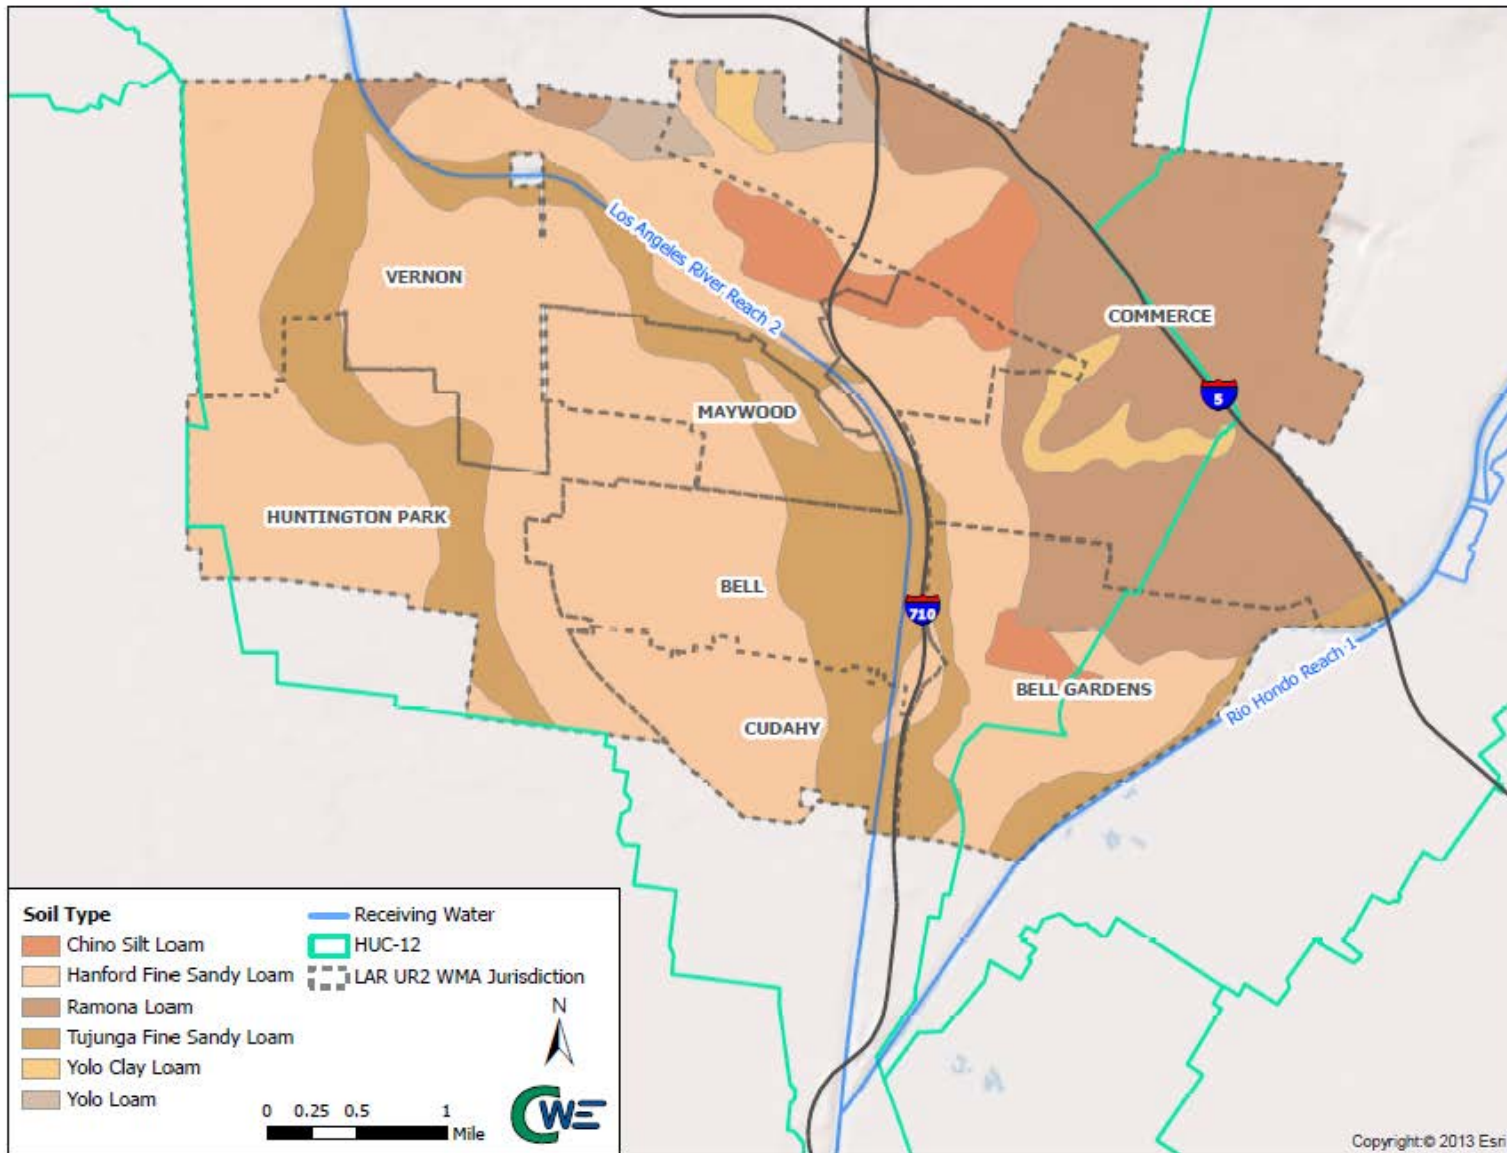 Los Angeles River Reach 2
VERNON
COMMERCE
5
MAYWOOD
HUNTINGTON PARK
BELL
710
BELL GARDENS
Rio Hondo Reach 1
CUDAHY
Soil Type
Chino Silt Loam
Hanford Fine Sandy Loam
Ramona Loam
Tujunga Fine Sandy Loam
Yolo Clay Loam
Yolo Loam
Receiving Water
HUC-12
LAR UR2 WMA Jurisdiction
N
0 0.25 0.5 1
Mile
CWE
Copyright:© 2013 Esri